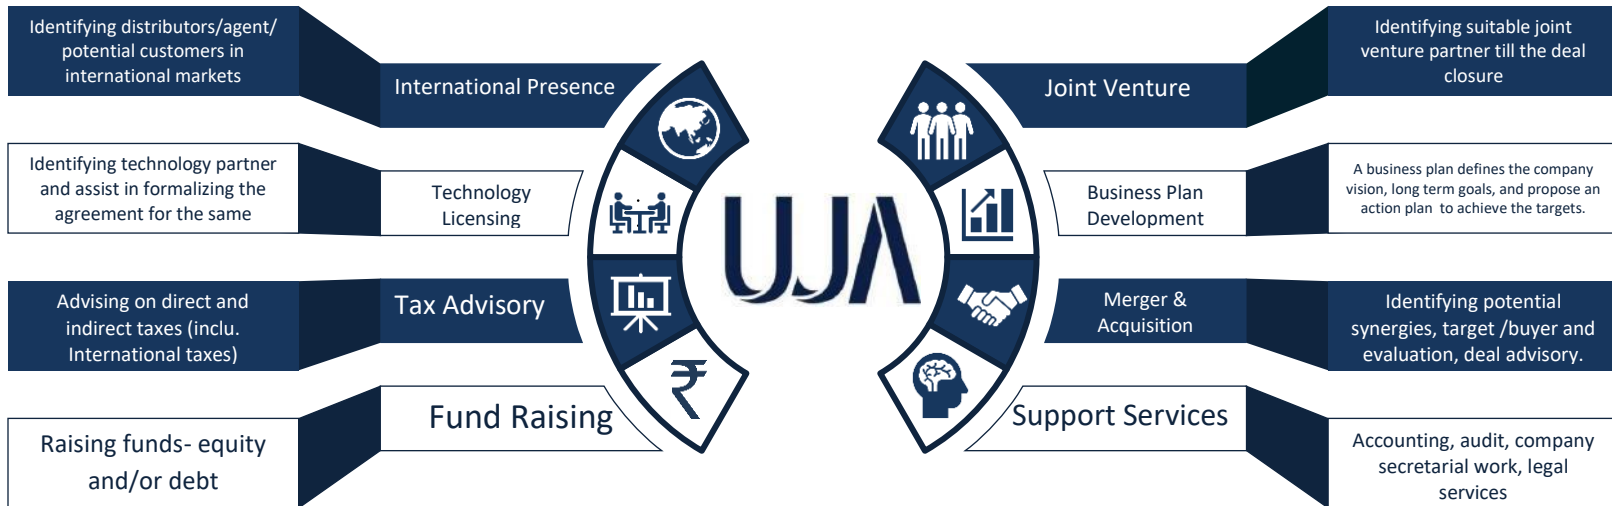 Identifying distributors/agent/
potential customers in
international markets
International Presence
Identifying technology partner
and assist in formalizing the
agreement for the same
Technology
Licensing
Advising on direct and
indirect taxes (inclu.
International taxes)
Tax Advisory
Raising funds- equity
and/or debt
Fund Raising
₹
UJA
Joint Venture
Identifying suitable joint
venture partner till the deal
closure
Business Plan
Development
A business plan defines the company
vision, long term goals, and propose an
action plan to achieve the targets.
Merger &
Acquisition
Identifying potential
synergies, target /buyer and
evaluation, deal advisory.
Support Services
Accounting, audit, company
secretarial work, legal
services